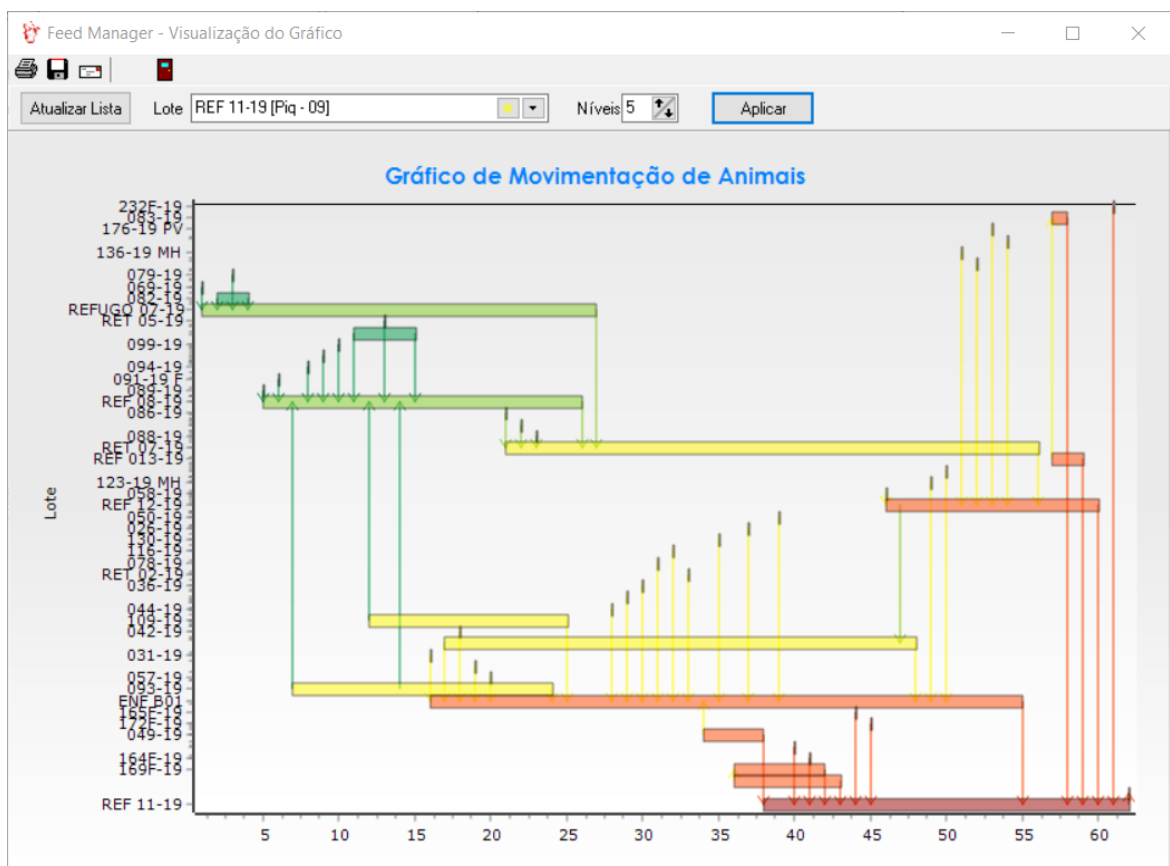 Feed Manager - Visualização do Gráfico
Atualizar Lista Lote REF 11-19 [Piq - 09] Níveis 5 Aplicar
Gráfico de Movimentação de Animais
232F-19
083-19
176-19 PV
136-19 MH
079-19
069-19
082-19
REFUGO 07-19
RET 05-19
099-19
094-19
091-19 F
089-19
REF 08-19
086-19
088-19
RET 07-19
REF 013-19
123-19 MH
058-19
REF 12-19
050-19
026-19
130-19
116-19
078-19
RET 02-19
036-19
044-19
109-19
042-19
031-19
057-19
093-19
ENF B01
165F-19
172F-19
049-19
164F-19
169F-19
REF 11-19
Lote
5 10 15 20 25 30 35 40 45 50 55 60